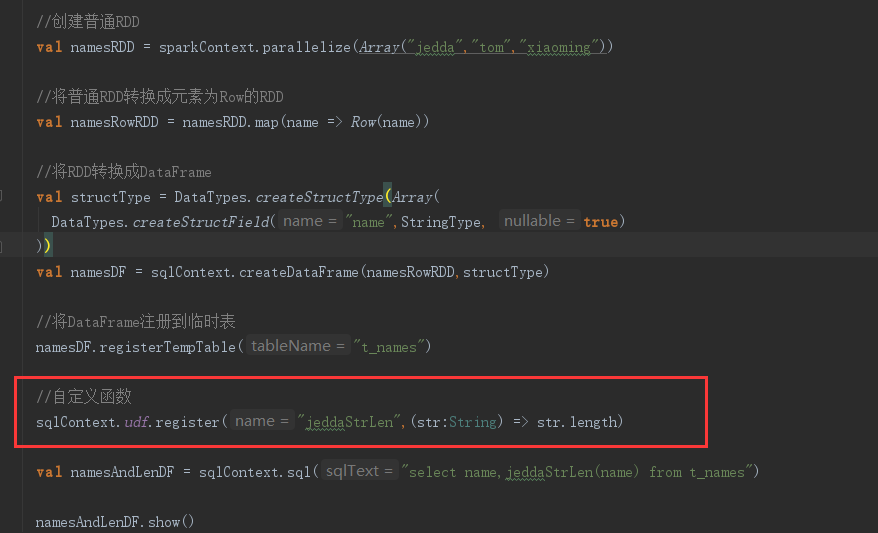 //创建普通RDD
val namesRDD = sparkContext.parallelize(Array("jedda","tom","xiaoming"))
//将普通RDD转换成元素为Row的RDD
val namesRowRDD = namesRDD.map(name => Row(name))
//将RDD转换成DataFrame
val structType = DataTypes.createStructType(Array(
DataTypes.createStructField( name = "name",StringType, nullable = true)
))
val namesDF = sqlContext.createDataFrame(namesRowRDD,structType)
//将DataFrame注册到临时表
namesDF.registerTempTable( tableName = "t_names")
//自定义函数
sqlContext.udf.register( name = "jeddaStrLen",(str:String) => str.length)
val namesAndLenDF = sqlContext.sql( sqlText = "select name,jeddaStrLen(name) from t_names")
namesAndLenDF.show()